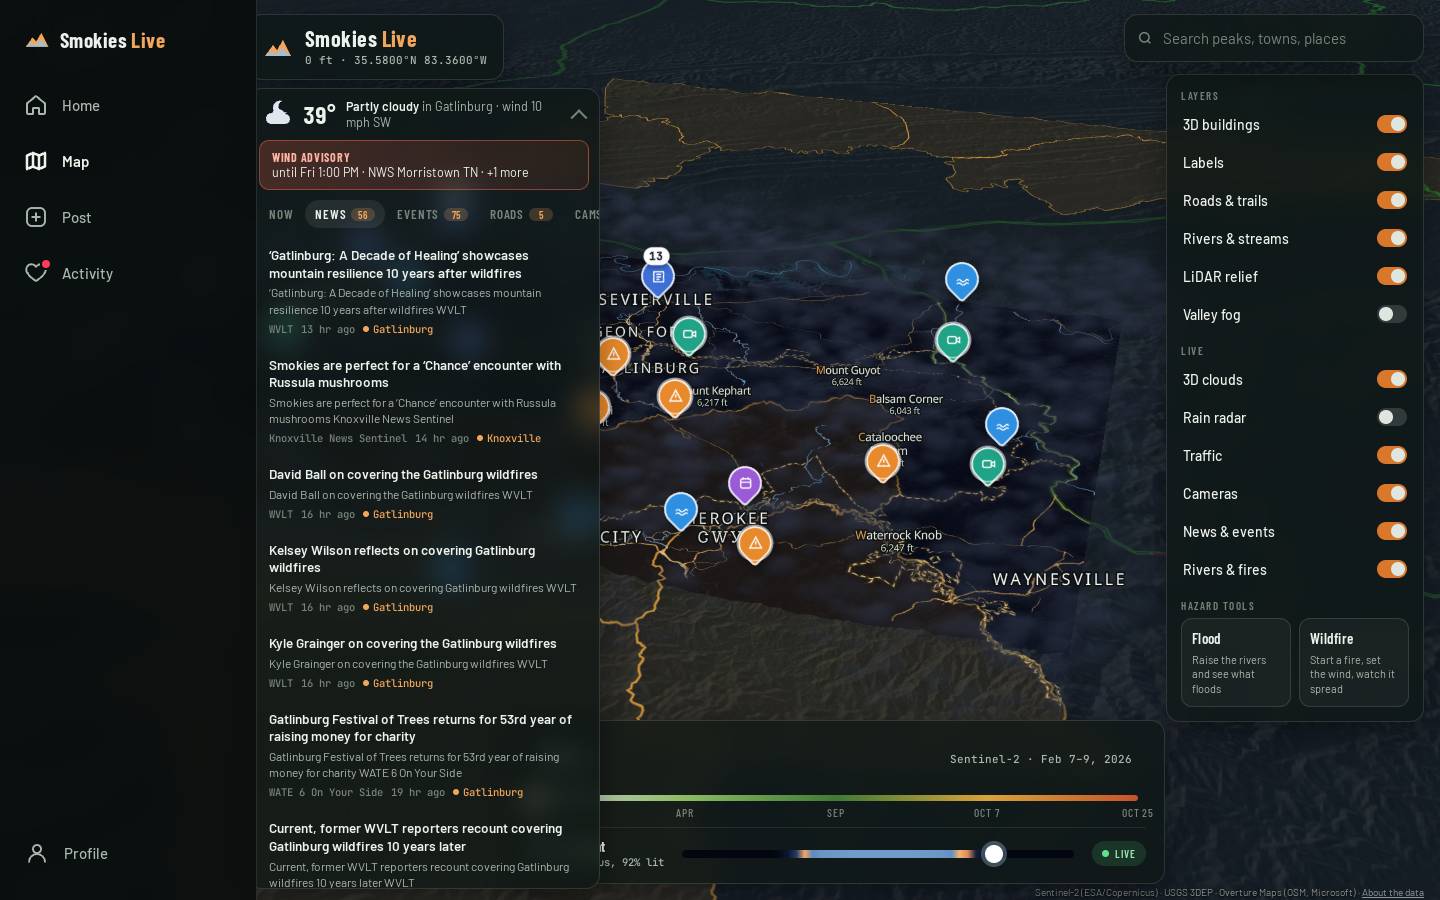 Smokies Live
Home
Map
Post
Activity
Profile
Smokies Live
0 ft · 35.5800°N 83.3600°W
39°
Partly cloudy in Gatlinburg · wind 10
mph SW
WIND ADVISORY
until Fri 1:00 PM · NWS Morristown TN · +1 more
NOW NEWS 56 EVENTS 75 ROADS 5 CAMS
‘Gatlinburg: A Decade of Healing’ showcases
mountain resilience 10 years after wildfires
‘Gatlinburg: A Decade of Healing’ showcases mountain
resilience 10 years after wildfires WVLT
WVLT 13 hr ago Gatlinburg
Smokies are perfect for a ‘Chance’ encounter with
Russula mushrooms
Smokies are perfect for a ‘Chance’ encounter with Russula
mushrooms Knoxville News Sentinel
Knoxville News Sentinel 14 hr ago Knoxville
David Ball on covering the Gatlinburg wildfires
David Ball on covering the Gatlinburg wildfires WVLT
WVLT 16 hr ago Gatlinburg
Kelsey Wilson reflects on covering Gatlinburg
wildfires
Kelsey Wilson reflects on covering Gatlinburg wildfires WVLT
WVLT 16 hr ago Gatlinburg
Kyle Grainger on covering the Gatlinburg wildfires
Kyle Grainger on covering the Gatlinburg wildfires WVLT
WVLT 16 hr ago Gatlinburg
Gatlinburg Festival of Trees returns for 53rd year of
raising money for charity
Gatlinburg Festival of Trees returns for 53rd year of raising
money for charity WATE 6 On Your Side
WATE 6 On Your Side 19 hr ago Gatlinburg
Current, former WVLT reporters recount covering
Gatlinburg wildfires 10 years later
Current, former WVLT reporters recount covering Gatlinburg
wildfires 10 years later WVLT
13
SEVIERVILLE
GEON FO
LINBURG
unt Kephart
6,217 ft
Mount Guyot
6,624 ft
Balsam Corner
6,043 ft
Cataloochee
CITY
EROKEE
ᏣᎳ
Waterrock Knob
6,247 ft
WAYNESVILLE
Sentinel-2 · Feb 7–9, 2026
APR SEP OCT 7 OCT 25
us, 92% lit
LIVE
Search peaks, towns, places
LAYERS
3D buildings
Labels
Roads & trails
Rivers & streams
LiDAR relief
Valley fog
LIVE
3D clouds
Rain radar
Traffic
Cameras
News & events
Rivers & fires
HAZARD TOOLS
Flood
Raise the rivers
and see what
floods
Wildfire
Start a fire, set
the wind, watch it
spread
Sentinel-2 (ESA/Copernicus) · USGS 3DEP · Overture Maps (OSM, Microsoft) · About the data